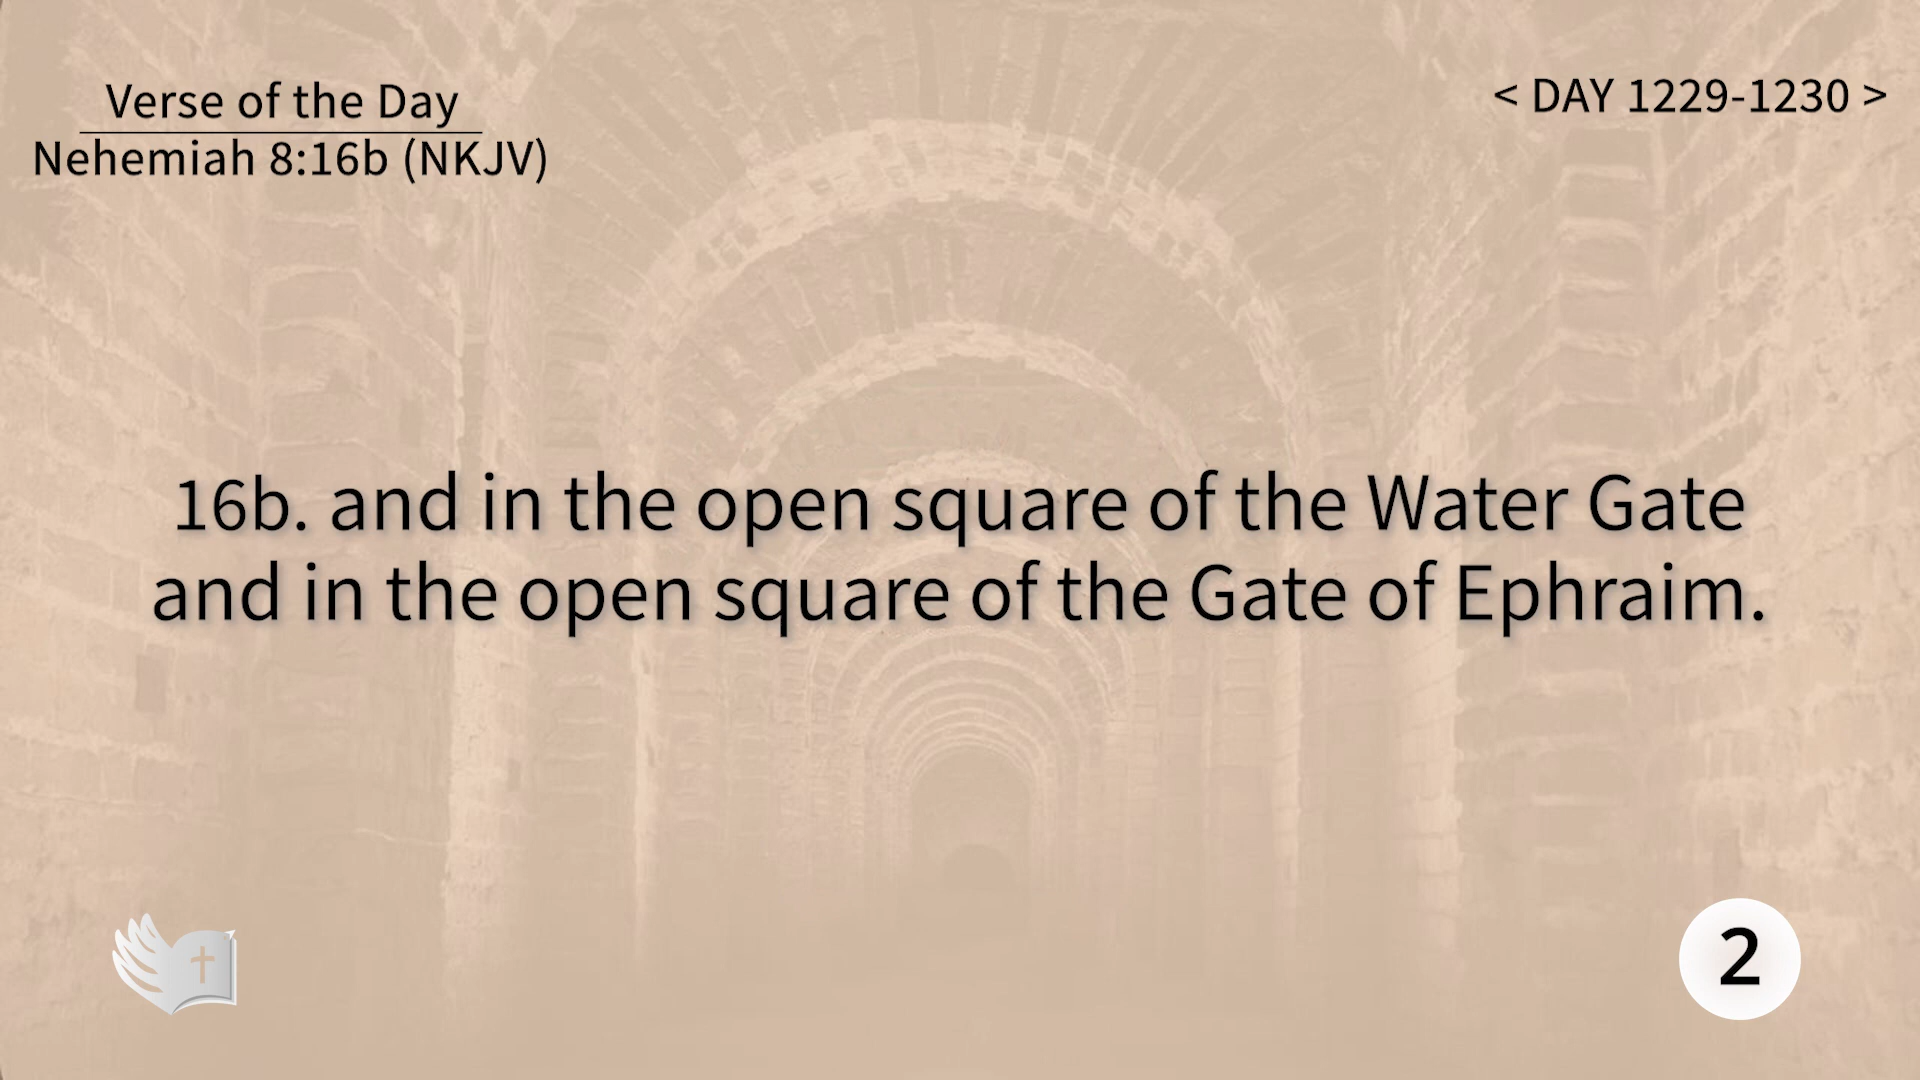 Verse of the Day
Nehemiah 8:16b (NKJV)
< DAY 1229-1230 >
16b. and in the open square of the Water Gate
and in the open square of the Gate of Ephraim.
2